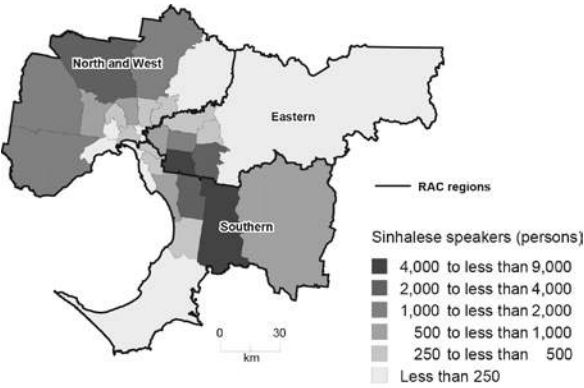 North and West
Eastern
Southern
RAC regions
Sinhalese speakers (persons)
4,000 to less than 9,000
2,000 to less than 4,000
1,000 to less than 2,000
500 to less than 1,000
250 to less than 500
Less than 250
0 30
km